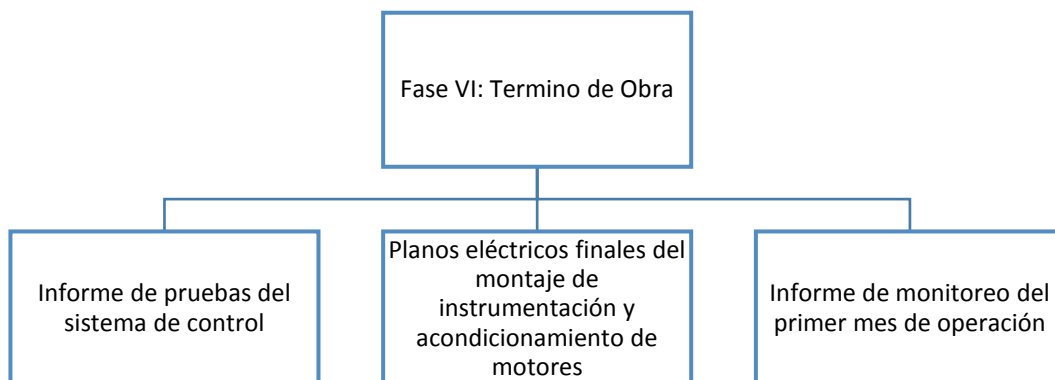 Fase VI: Termino de Obra
Informe de pruebas del
sistema de control
Planos eléctricos finales del
montaje de
instrumentación y
acondicionamiento de
motores
Informe de monitoreo del
primer mes de operación